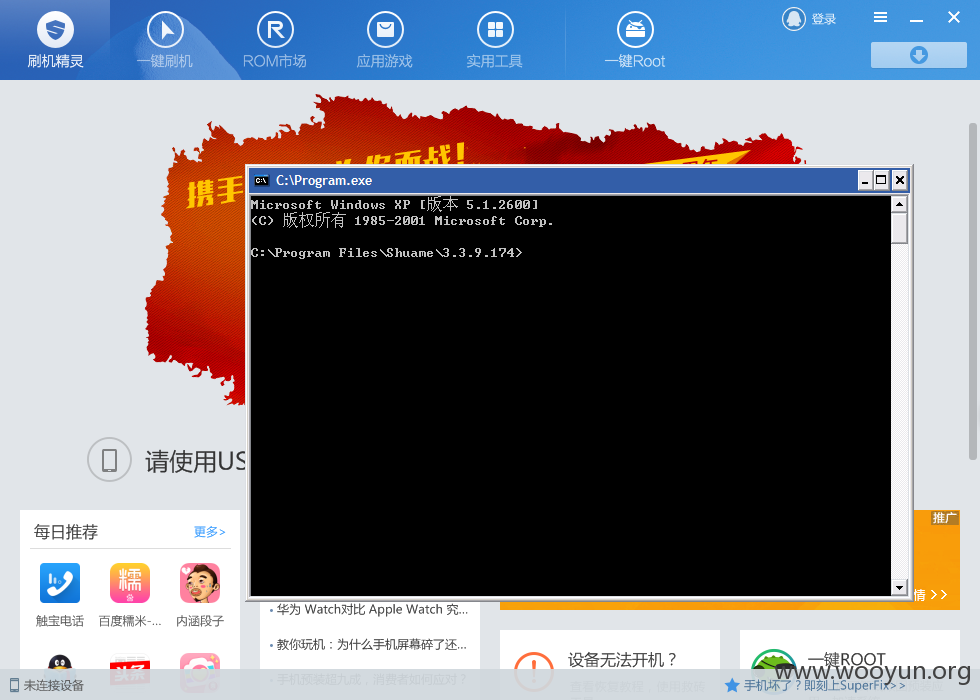 刷机精灵
一键刷机
ROM市场
应用游戏
实用工具
一键Root
登录
携手
C:\Program.exe
Microsoft Windows XP [版本 5.1.2600]
(C) 版权所有 1985-2001 Microsoft Corp.
C:\Program Files\Shuame\3.3.9.174>
请使用US
每日推荐 更多>
触宝电话 百度糯米-... 内涵段子
头条
• 华为 Watch对比 Apple Watch 究...
• 教你玩机：为什么手机屏幕碎了还...
• 手机预装超九成，消费者如何应对？
推广
情 >>
设备无法开机？
一键ROOT
www.wooyun.org
未连接设备
手机坏了？即刻上SuperFix>>